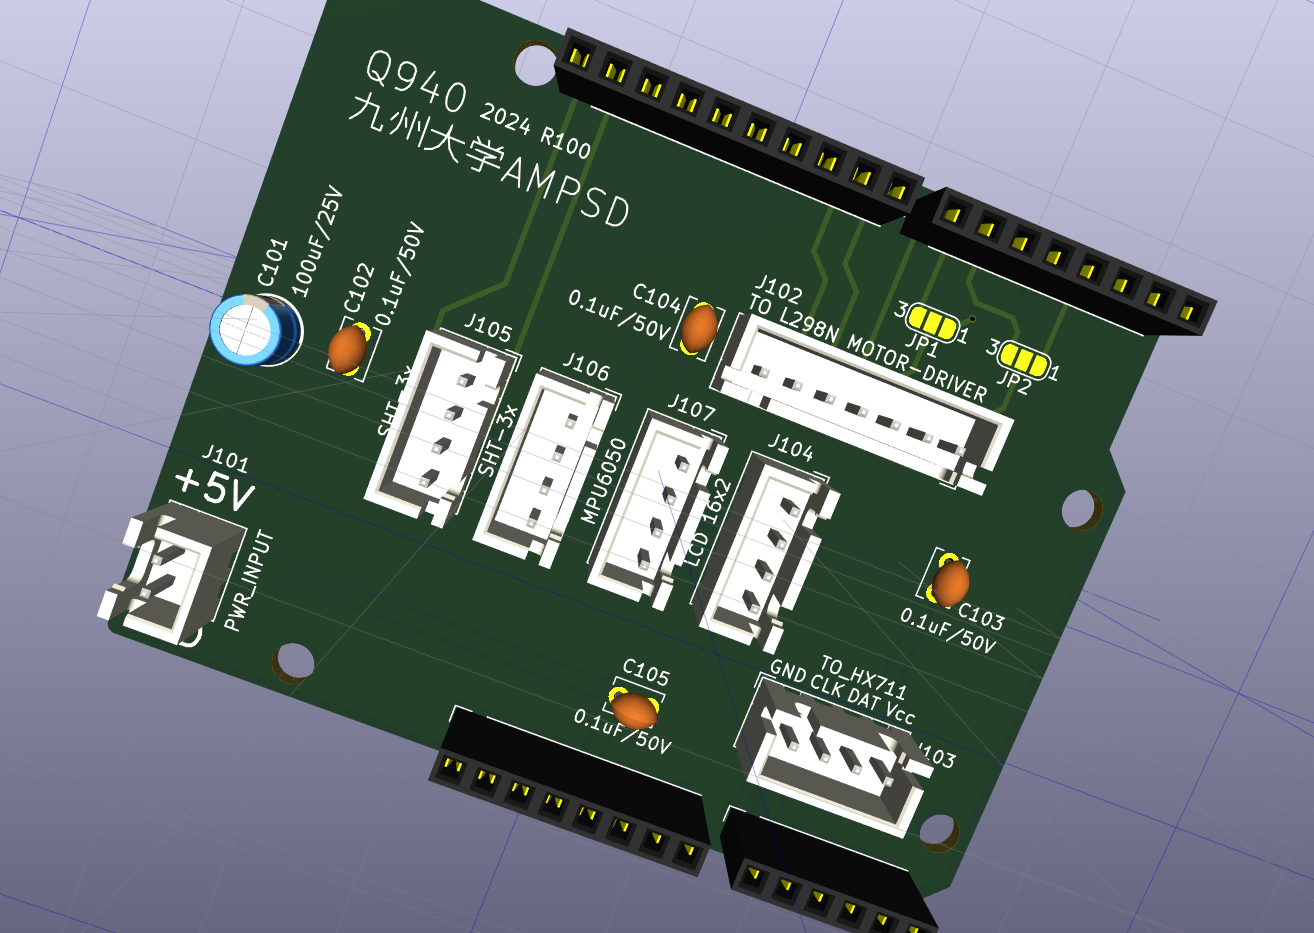 Q940 2024 R100
九州大学AMPSD
C101
100uF/25V
C102
0.1uF/50V
C104
0.1uF/50V
J102
TO L298N MOTOR-DRIVER
3
1
JP1
3
1
JP2
J105
SHT-3x
J106
SHT-3x
J107
MPU6050
J104
LCD 16x2
J101
+5V
PWR_INPUT
C103
0.1uF/50V
C105
0.1uF/50V
TO_HX711
GND CLK DAT Vcc
J103